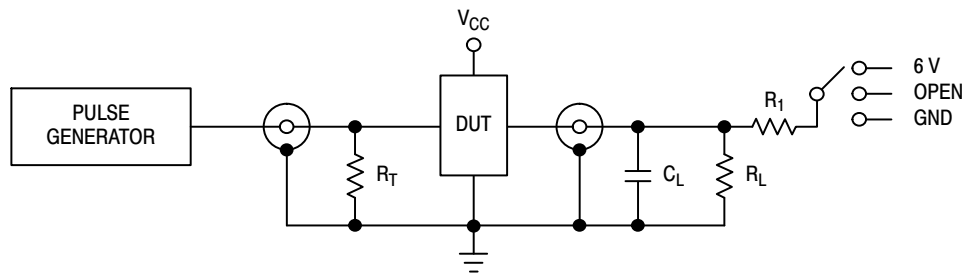 V_CC
PULSE
GENERATOR
DUT
R_T
C_L
R_L
R_1
6 V
OPEN
GND